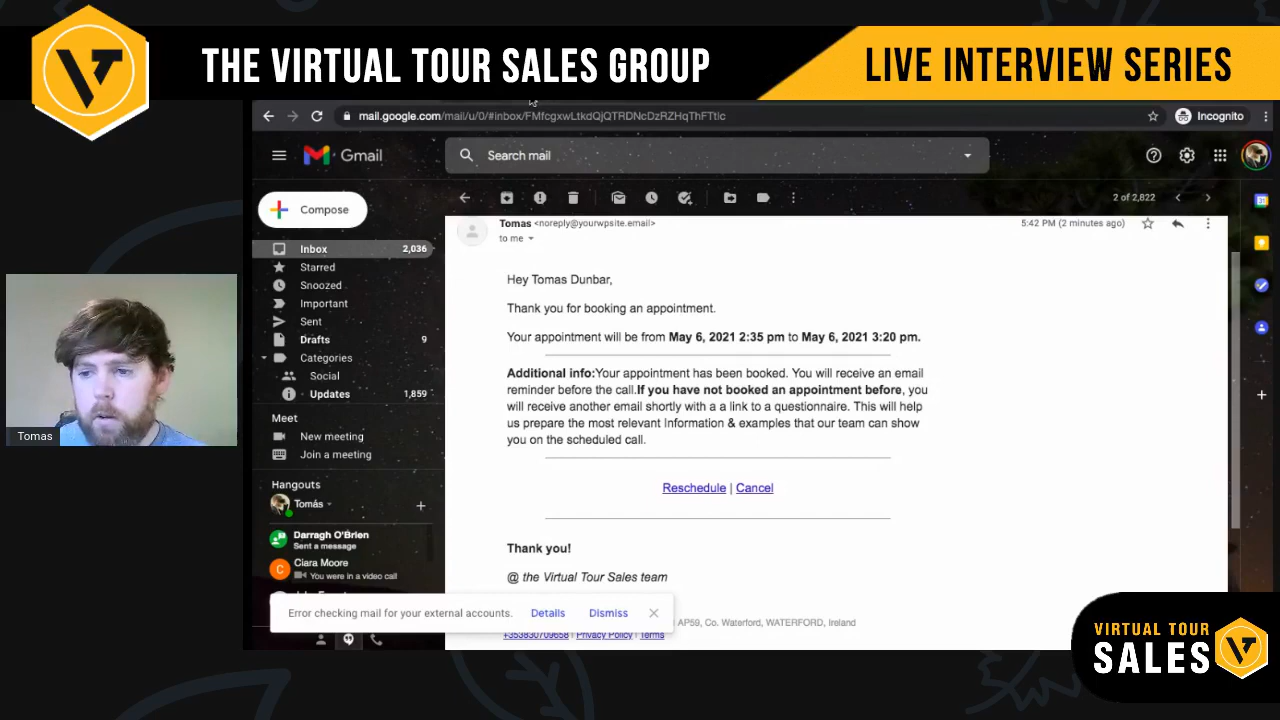 THE VIRTUAL TOUR SALES GROUP
LIVE INTERVIEW SERIES
mail.google.com/mail/u/0/#inbox/FMfcgxwLtkdQjQTRDNcDzRZHqThFTtlc
Incognito
Gmail
Search mail
Compose
2 of 2,822
Inbox 2,036
Starred
Snoozed
Important
Sent
Drafts 9
Categories
Social
Updates 1,859
Meet
New meeting
Join a meeting
Hangouts
Tomás
Darragh O'Brien
Sent a message
Ciara Moore
You were in a video call
Tomas <noreply@yourwpsite.email>
5:42 PM (2 minutes ago)
to me
Hey Tomas Dunbar,
Thank you for booking an appointment.
Your appointment will be from May 6, 2021 2:35 pm to May 6, 2021 3:20 pm.
Additional info:Your appointment has been booked. You will receive an email
reminder before the call.If you have not booked an appointment before, you
will receive another email shortly with a a link to a questionnaire. This will help
us prepare the most relevant Information & examples that our team can show
you on the scheduled call.
Reschedule | Cancel
Thank you!
@ the Virtual Tour Sales team
AP59, Co. Waterford, WATERFORD, Ireland
+353830709658 | Privacy Policy | Terms
Error checking mail for your external accounts. Details Dismiss
Tomas
VIRTUAL TOUR
SALES